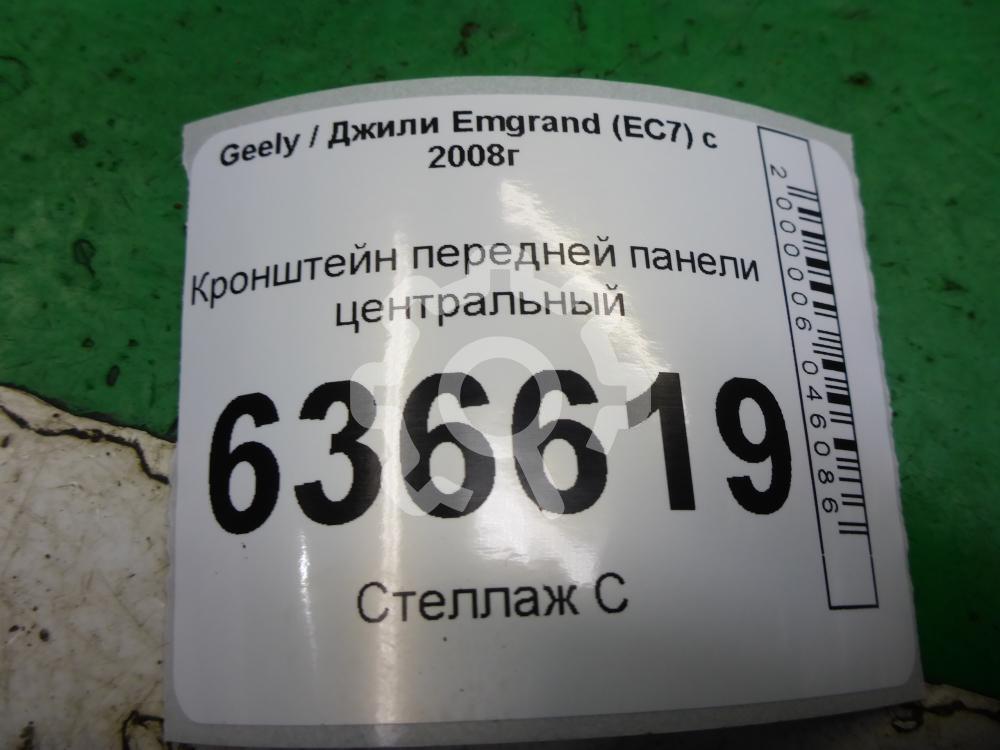 Geely / Джили Emgrand (EC7) с
2008г
Кронштейн передней панели
центральный
636619
Стеллаж С
2000006046086